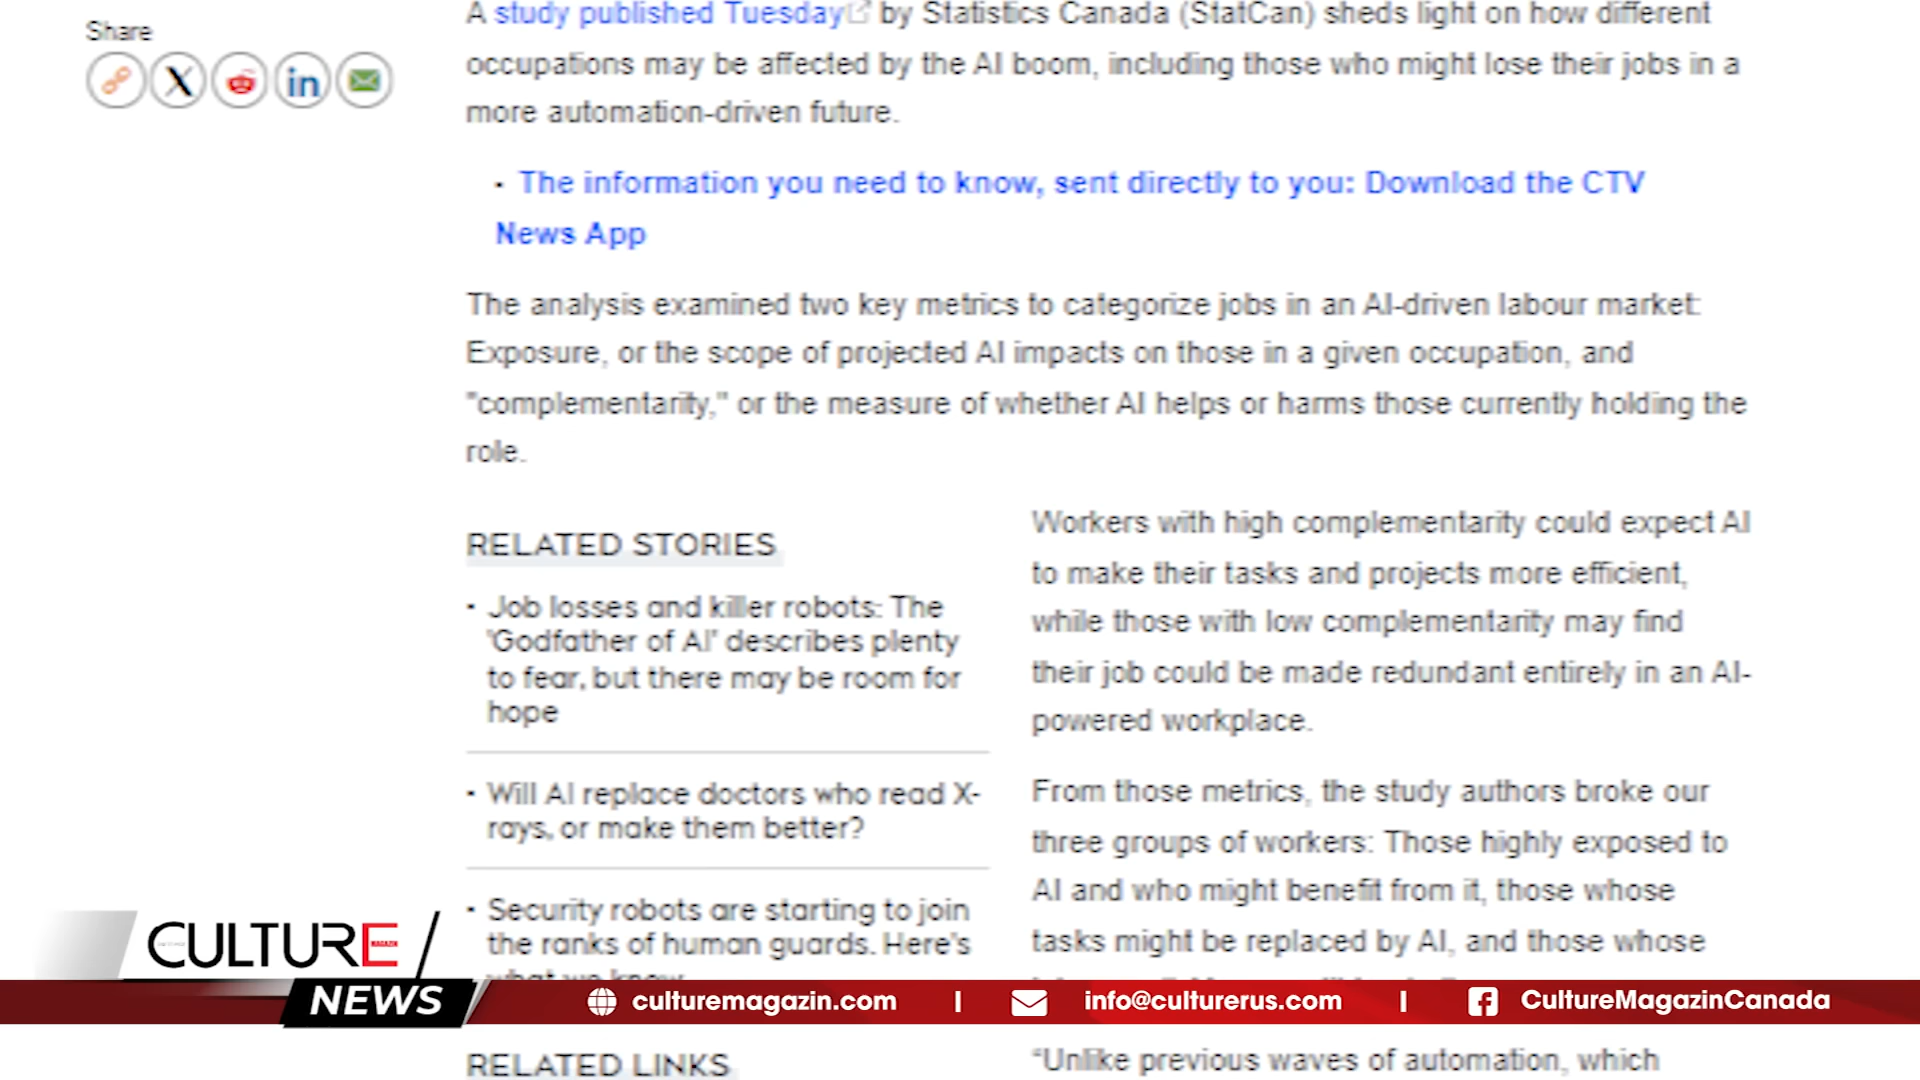 Share
A study published Tuesday by Statistics Canada (StatCan) sheds light on how different
occupations may be affected by the AI boom, including those who might lose their jobs in a
more automation-driven future.
· The information you need to know, sent directly to you: Download the CTV
News App
The analysis examined two key metrics to categorize jobs in an AI-driven labour market:
Exposure, or the scope of projected AI impacts on those in a given occupation, and
"complementarity," or the measure of whether AI helps or harms those currently holding the
role.
RELATED STORIES
· Job losses and killer robots: The
'Godfather of AI' describes plenty
to fear, but there may be room for
hope
· Will AI replace doctors who read X-
rays, or make them better?
· Security robots are starting to join
the ranks of human guards. Here's
what we know
RELATED LINKS
Workers with high complementarity could expect AI
to make their tasks and projects more efficient,
while those with low complementarity may find
their job could be made redundant entirely in an AI-
powered workplace.
From those metrics, the study authors broke our
three groups of workers: Those highly exposed to
AI and who might benefit from it, those whose
tasks might be replaced by AI, and those whose
“Unlike previous waves of automation, which
CULTURE
NEWS
culturemagazin.com | info@culturerus.com | CultureMagazinCanada